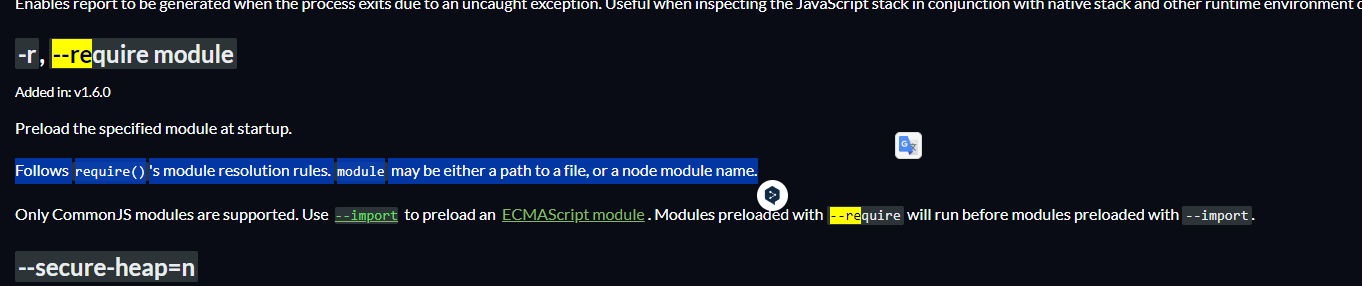 Enables report to be generated when the process exits due to an uncaught exception. Useful when inspecting the JavaScript stack in conjunction with native stack and other runtime environment
-r, --require module
Added in: v1.6.0
Preload the specified module at startup.
Follows require() 's module resolution rules. module may be either a path to a file, or a node module name.
Only CommonJS modules are supported. Use --import to preload an ECMAScript module . Modules preloaded with --require will run before modules preloaded with --import .
--secure-heap=n